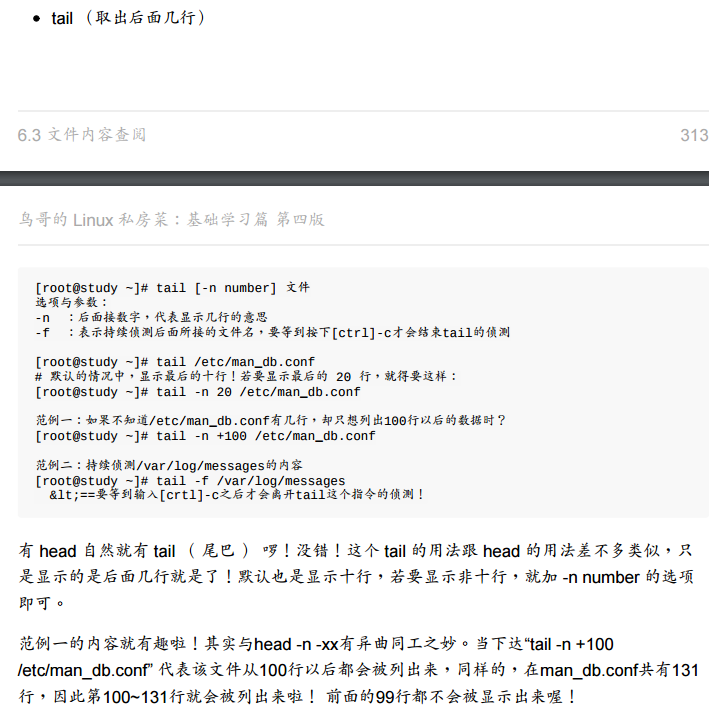 • tail （取出后面几行）
6.3 文件内容查阅 313
鸟哥的 Linux 私房菜：基础学习篇 第四版
[root@study ~]# tail [-n number] 文件
选项与参数：
-n ：后面接数字，代表显示几行的意思
-f ：表示持续侦测后面所接的文件名，要等到按下[ctrl]-c才会结束tail的侦测
[root@study ~]# tail /etc/man_db.conf
# 默认的情况中，显示最后的十行！若要显示最后的 20 行，就得要这样：
[root@study ~]# tail -n 20 /etc/man_db.conf
范例一：如果不知道/etc/man_db.conf有几行，却只想列出100行以后的数据时？
[root@study ~]# tail -n +100 /etc/man_db.conf
范例二：持续侦测/var/log/messages的内容
[root@study ~]# tail -f /var/log/messages
&lt;==要等到输入[crtl]-c之后才会离开tail这个指令的侦测！
有 head 自然就有 tail （ 尾巴 ） 啰！没错！这个 tail 的用法跟 head 的用法差不多类似，只
是显示的是后面几行就是了！默认也是显示十行，若要显示非十行，就加 -n number 的选项
即可。
范例一的内容就有趣啦！其实与head -n -xx有异曲同工之妙。当下达“tail -n +100
/etc/man_db.conf” 代表该文件从100行以后都会被列出来，同样的，在man_db.conf共有131
行，因此第100~131行就会被列出来啦！ 前面的99行都不会被显示出来喔！